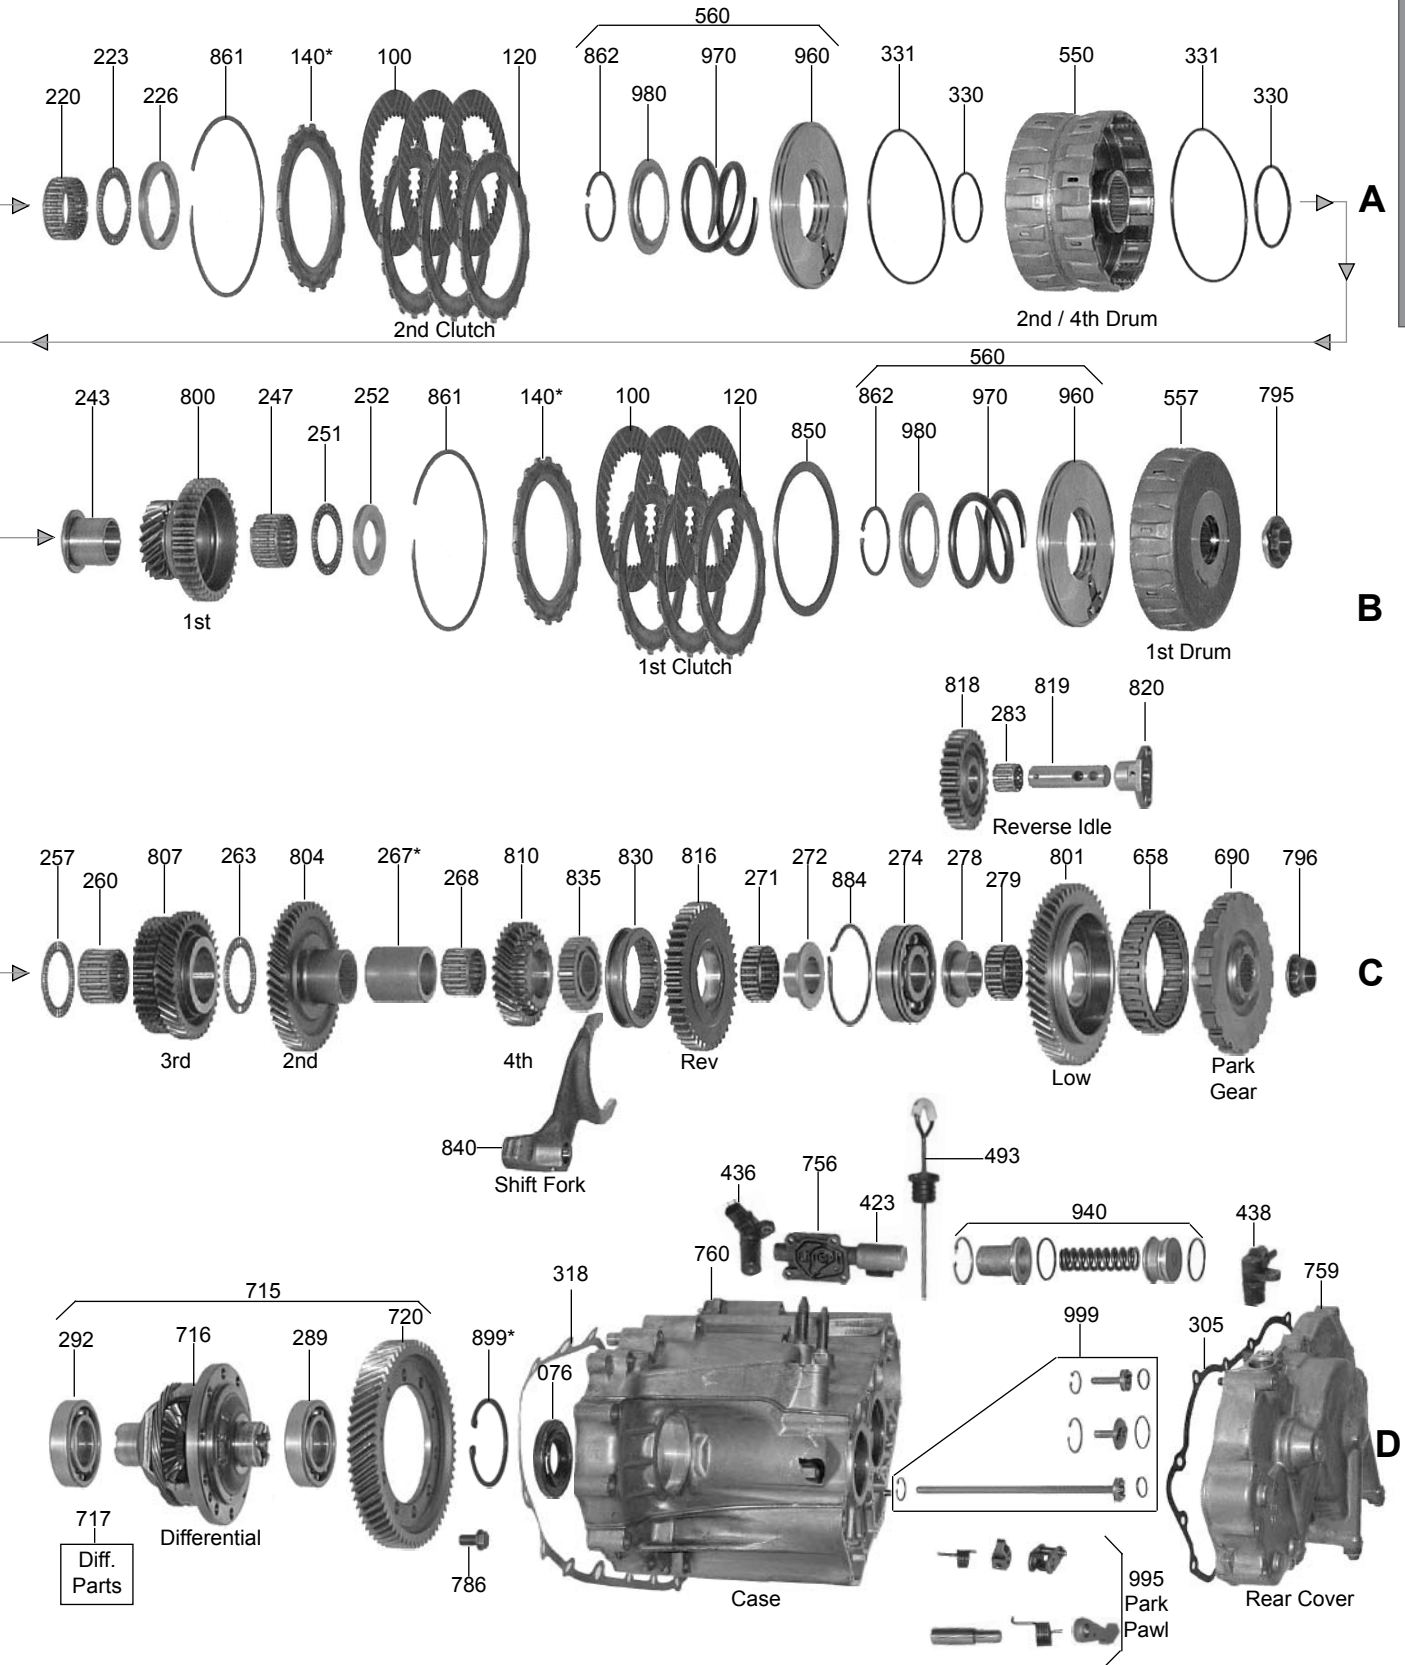 560
223 861 140* 100 120 862 970 960 331 550 331
220 226 980 330 330
A
2nd Clutch
2nd / 4th Drum
560
243 800 247 252 861 140* 100 120 862 970 960 557 795
251 850 980
1st
B
1st Clutch
1st Drum
818 819 820
283
Reverse Idle
257 807 263 804 267* 810 830 816 272 274 278 801 658 690 796
260 268 835 271 884 279
C
3rd 2nd 4th Rev Low Park
Gear
840
Shift Fork
493
436 756 423 940 438
760
715 318 759
292 716 289 720 899* 999 305
076
D
717
Diff.
Parts
Differential
786
Case
995
Park
Pawl
Rear Cover